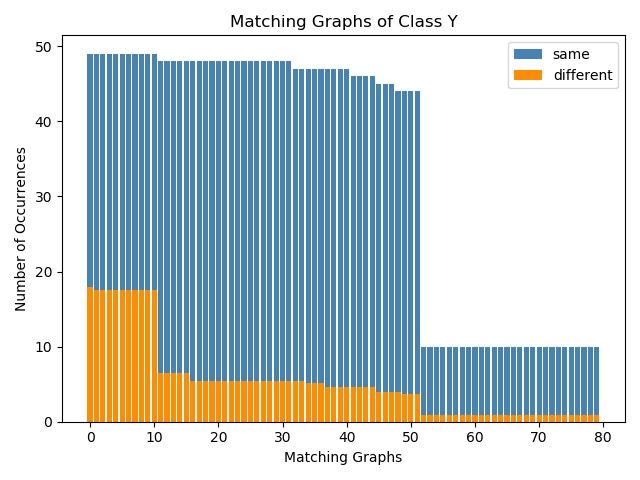 Matching Graphs of Class Y
50
40
30
20
10
0
Number of Occurrences
same
different
0 10 20 30 40 50 60 70 80
Matching Graphs